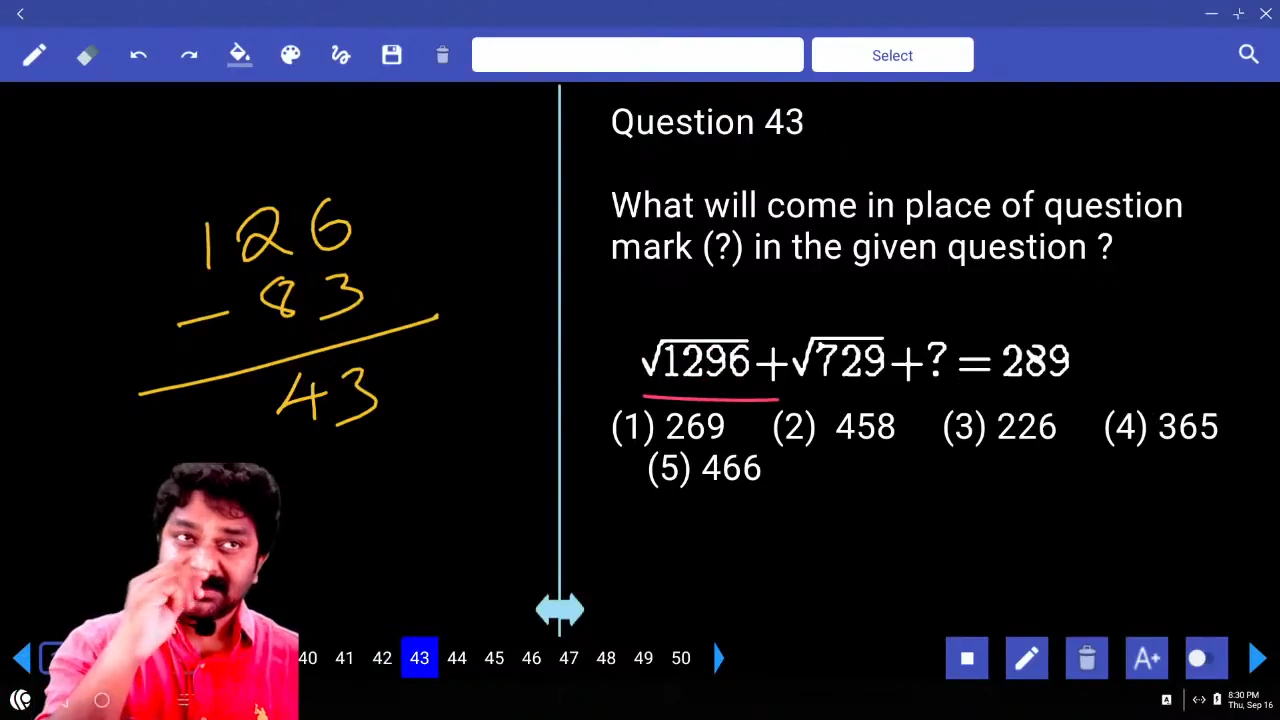 Select
Question 43
What will come in place of question
mark (?) in the given question ?
√1296 + √729 + ? = 289
(1) 269 (2) 458 (3) 226 (4) 365
(5) 466
126
- 83
43
40 41 42 43 44 45 46 47 48 49 50
A+
A
8:30 PM
Thu, Sep 16